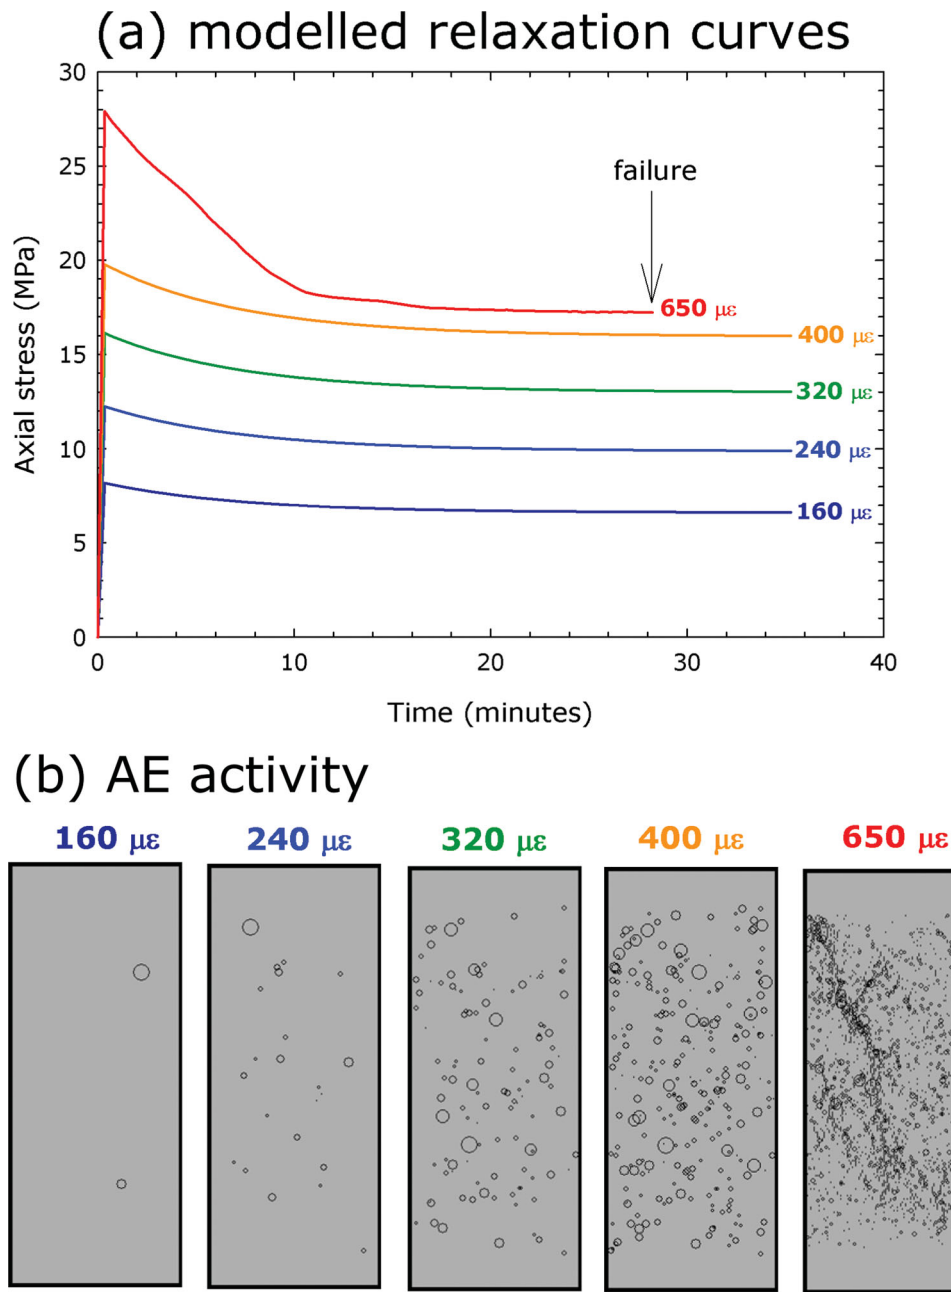 (a) modelled relaxation curves
30
25
20
15
10
5
0
Axial stress (MPa)
failure
650 με
400 με
320 με
240 με
160 με
0 10 20 30 40
Time (minutes)
(b) AE activity
160 με 240 με 320 με 400 με 650 με